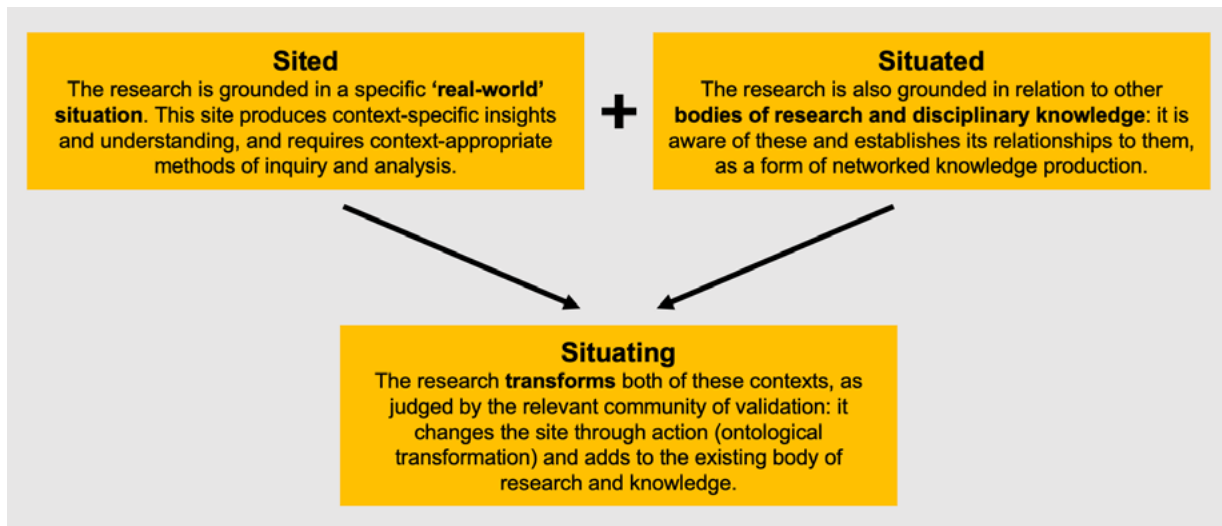 Sited
The research is grounded in a specific ‘real-world’
situation. This site produces context-specific insights
and understanding, and requires context-appropriate
methods of inquiry and analysis.
+
Situated
The research is also grounded in relation to other
bodies of research and disciplinary knowledge: it is
aware of these and establishes its relationships to them,
as a form of networked knowledge production.
Situating
The research transforms both of these contexts, as
judged by the relevant community of validation: it
changes the site through action (ontological
transformation) and adds to the existing body of
research and knowledge.